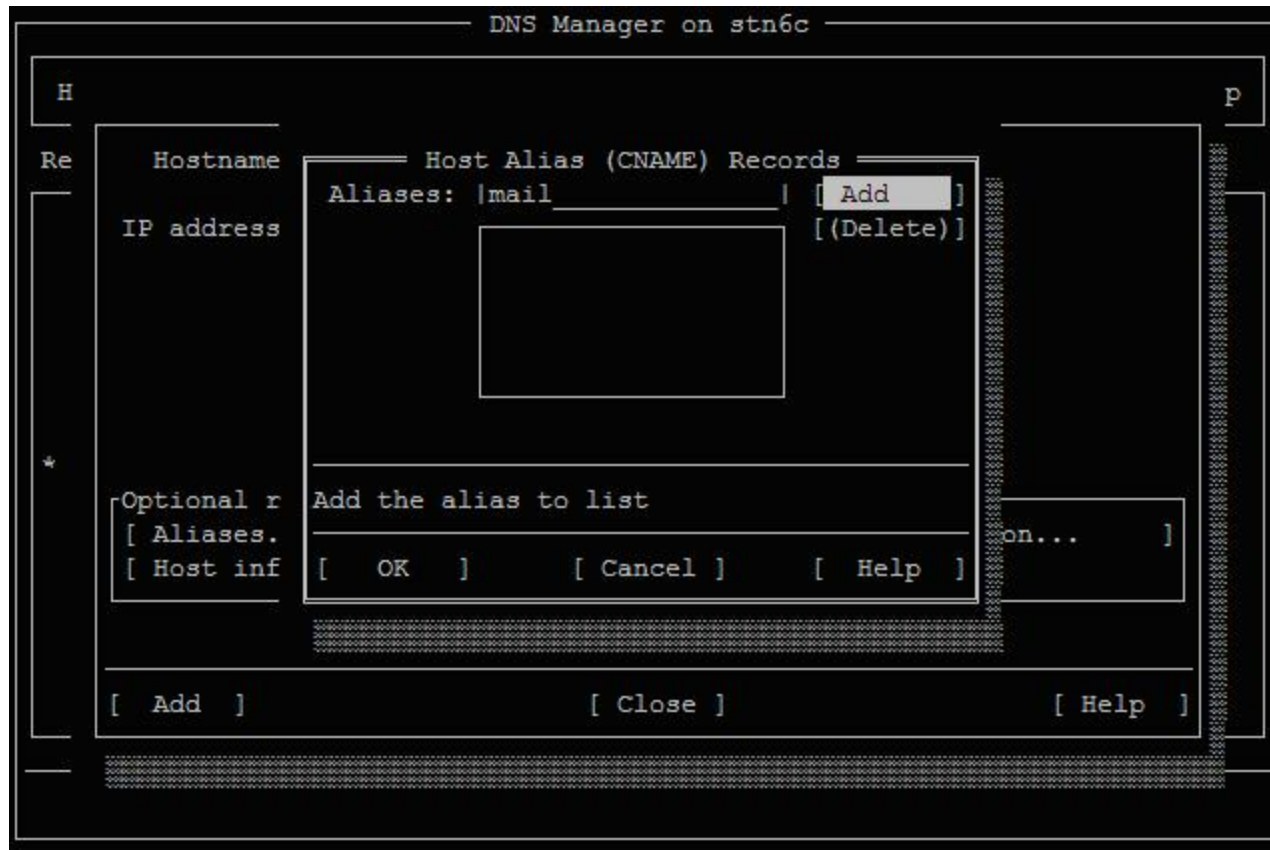 DNS Manager on stn6c
H p
Re Hostname Host Alias (CNAME) Records
Aliases: |mail_____________| [ Add ]
IP address [(Delete)]
*
Optional r Add the alias to list
[ Aliases. on... ]
[ Host inf [ OK ] [ Cancel ] [ Help ]
[ Add ] [ Close ] [ Help ]